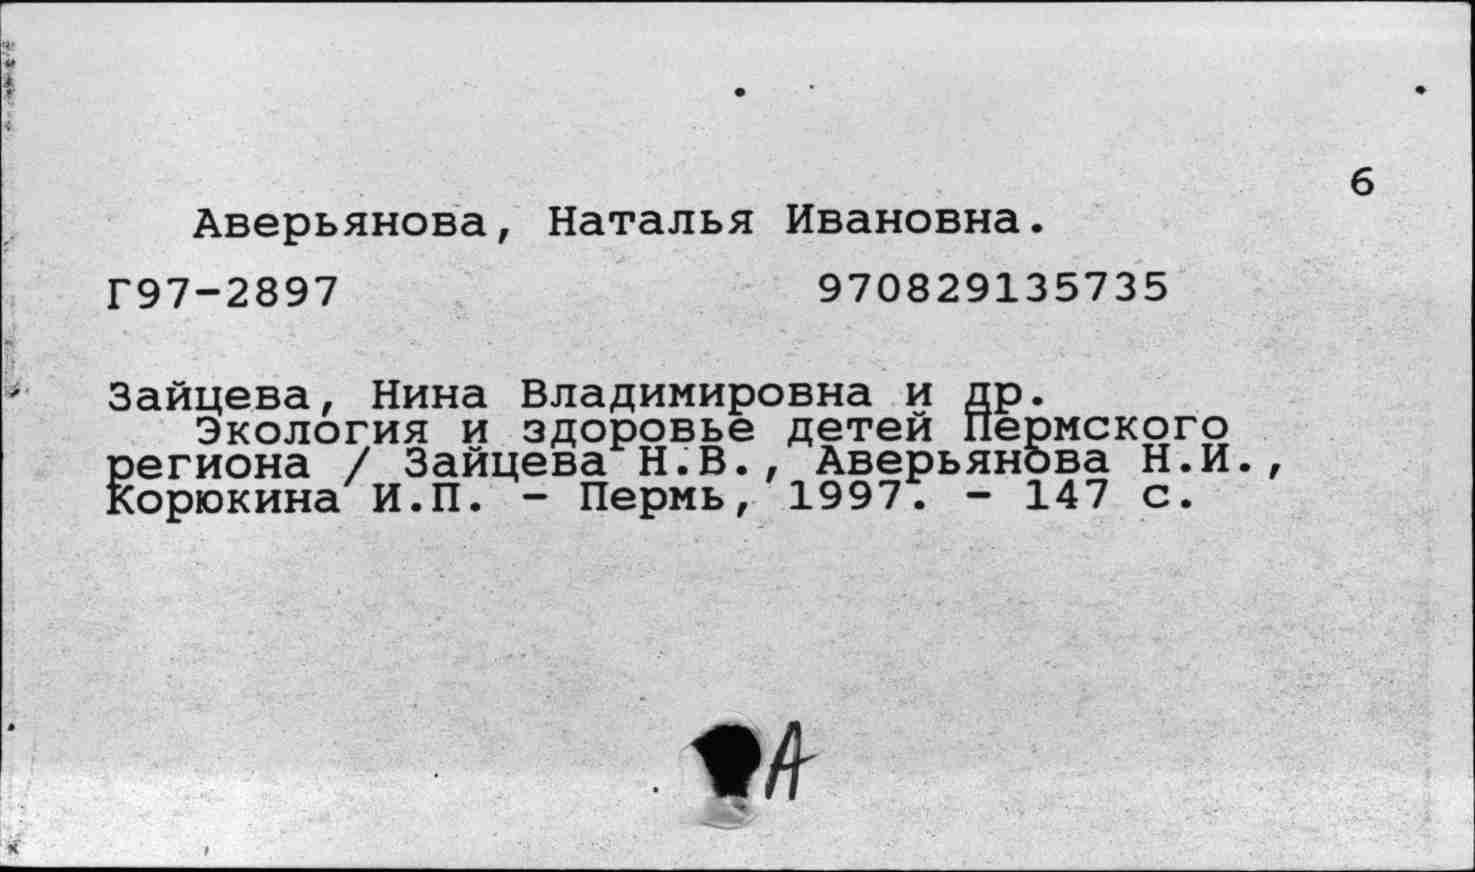 6
Аверьянова, Наталья Ивановна.
Г97-2897 970829135735
Зайцева, Нина Владимировна и др.
Экология и здоровье детей Пермского
региона / Зайцева Н.В., Аверьянова Н.И.,
Корюкина И.П. - Пермь, 1997. - 147 с.
А